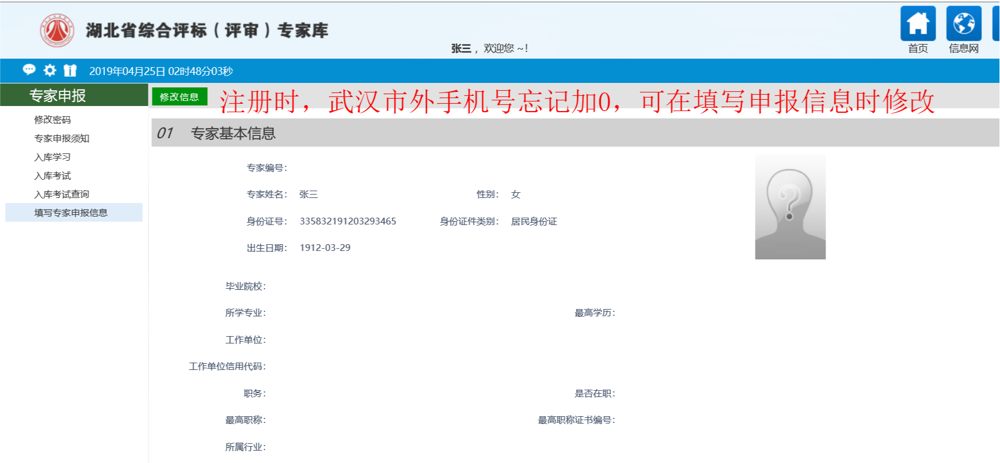 湖北省综合评标（评审）专家库
张三 ，欢迎您 ~！
首页
信息网
2019年04月25日 02时48分03秒
专家申报
修改密码
专家申报须知
入库学习
入库考试
入库考试查询
填写专家申报信息
修改信息
注册时，武汉市外手机号忘记加0，可在填写申报信息时修改
01 专家基本信息
专家编号：
专家姓名： 张三 性别： 女
身份证号： 335832191203293465 身份证件类别： 居民身份证
出生日期： 1912-03-29
毕业院校：
所学专业： 最高学历：
工作单位：
工作单位信用代码：
职务： 是否在职：
最高职称： 最高职称证书编号：
所属行业：